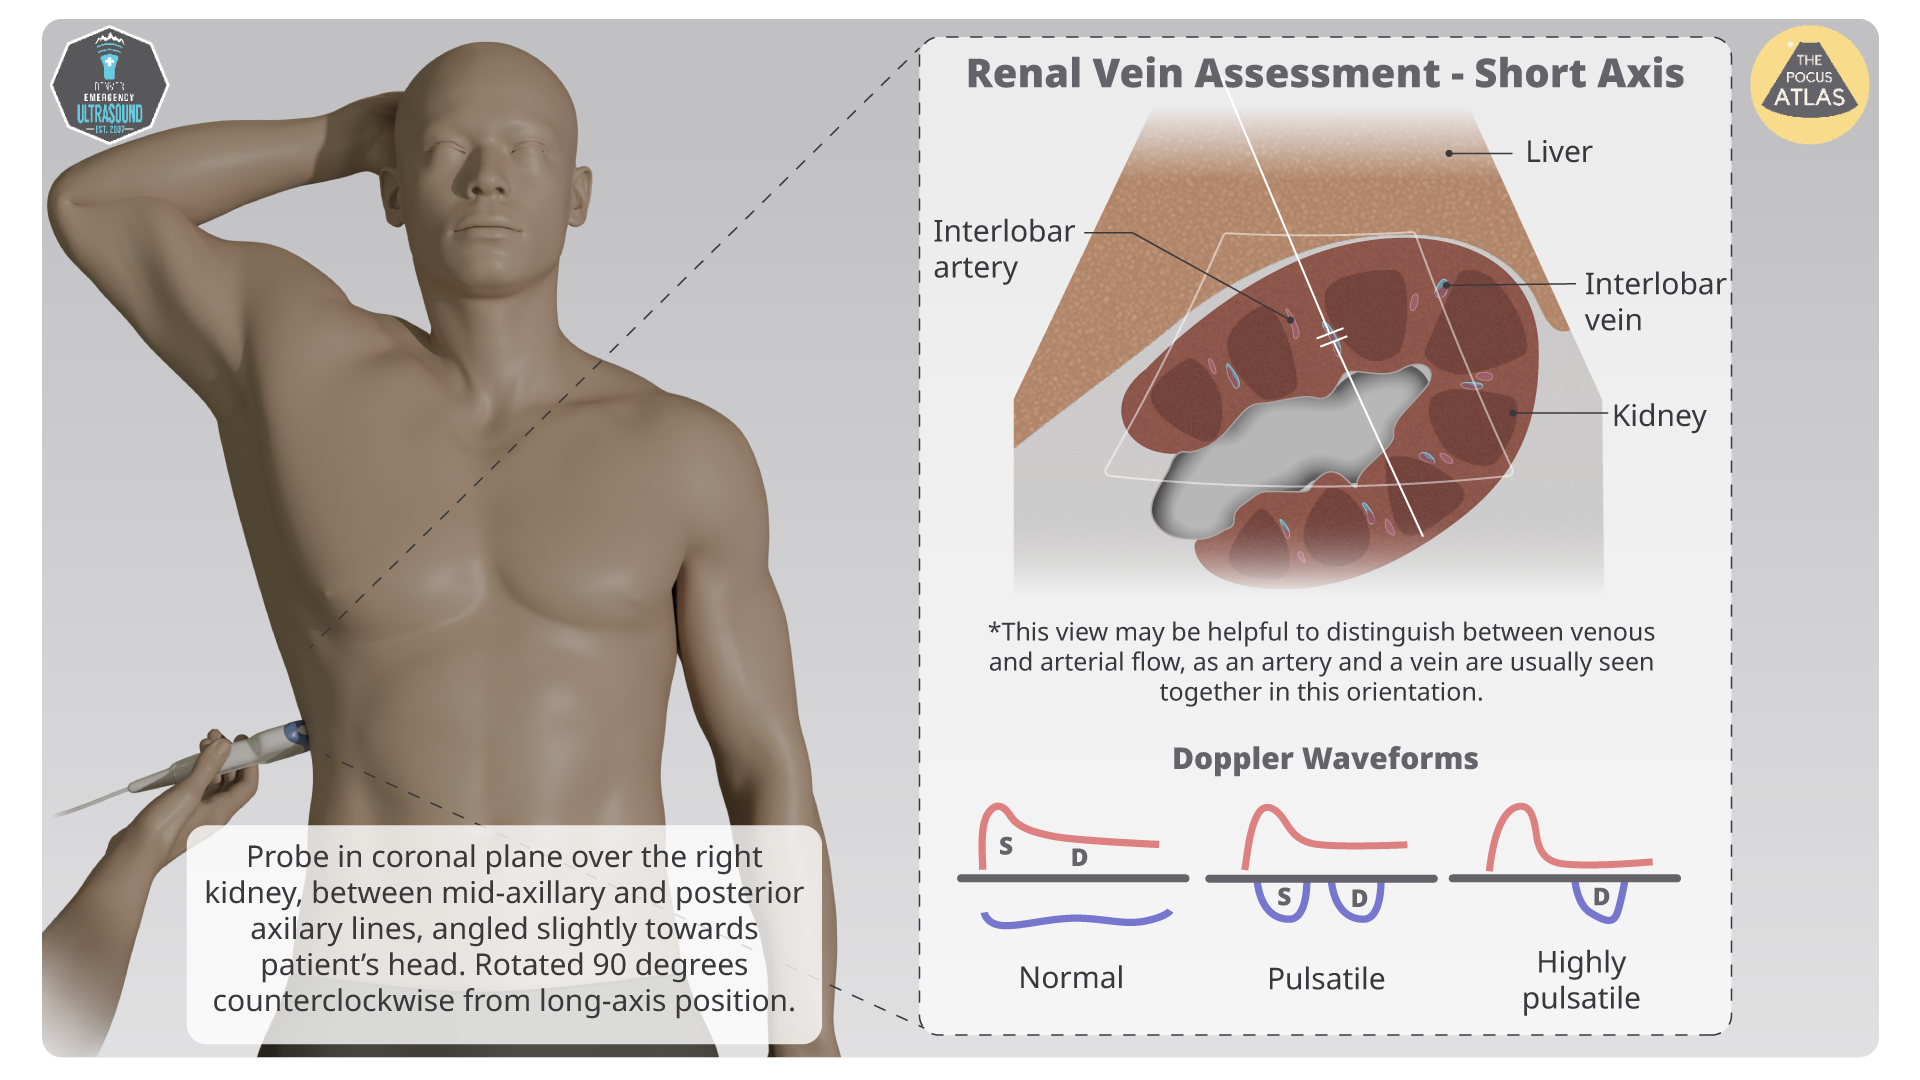 EMERGENCY
ULTRASOUND
EST. 2007
Renal Vein Assessment - Short Axis
THE
POCUS
ATLAS
Liver
Interlobar
artery
Interlobar
vein
Kidney
*This view may be helpful to distinguish between venous
and arterial flow, as an artery and a vein are usually seen
together in this orientation.
Doppler Waveforms
S
D
S
D
D
Normal
Pulsatile
Highly
pulsatile
Probe in coronal plane over the right
kidney, between mid-axillary and posterior
axilary lines, angled slightly towards
patient’s head. Rotated 90 degrees
counterclockwise from long-axis position.